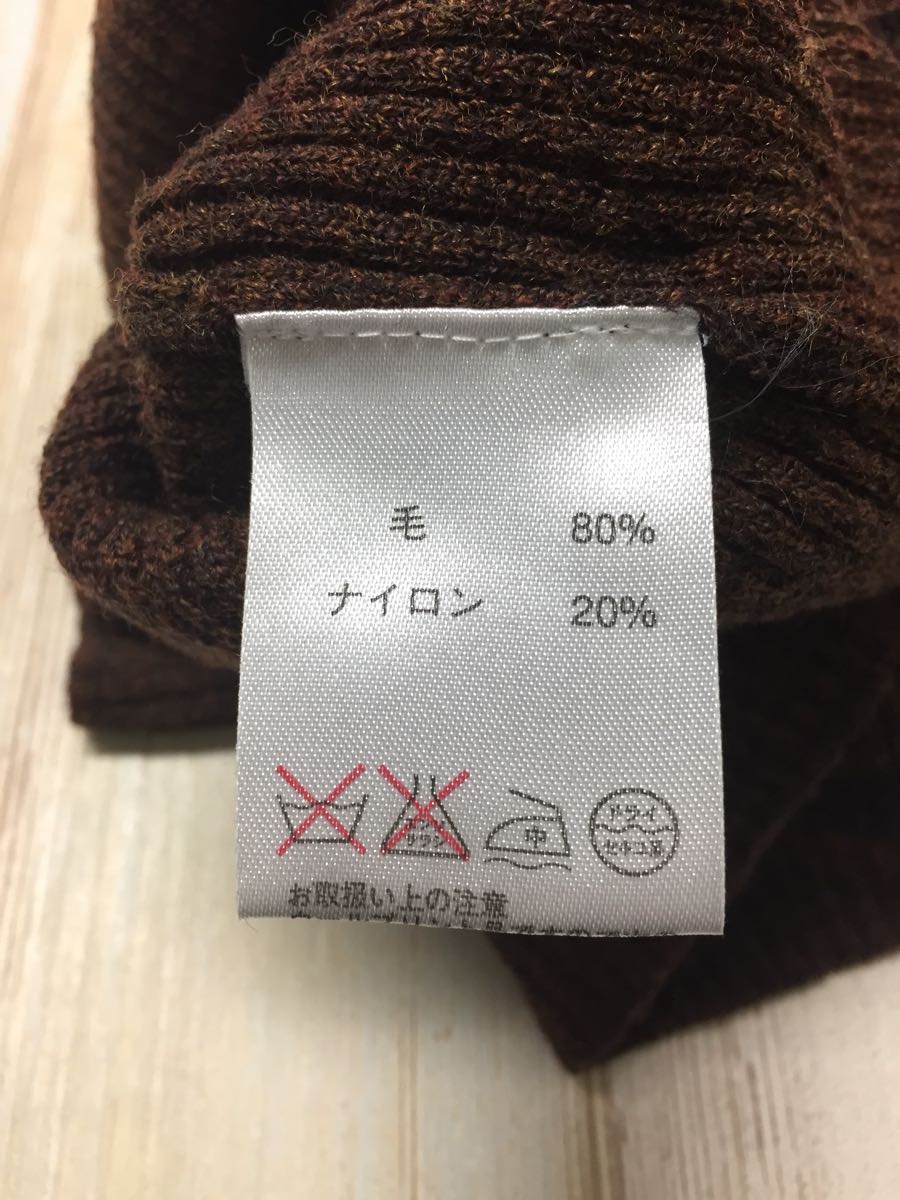 毛 80%
ナイロン 20%
中
ドライ
セキユ系
お取扱い上の注意